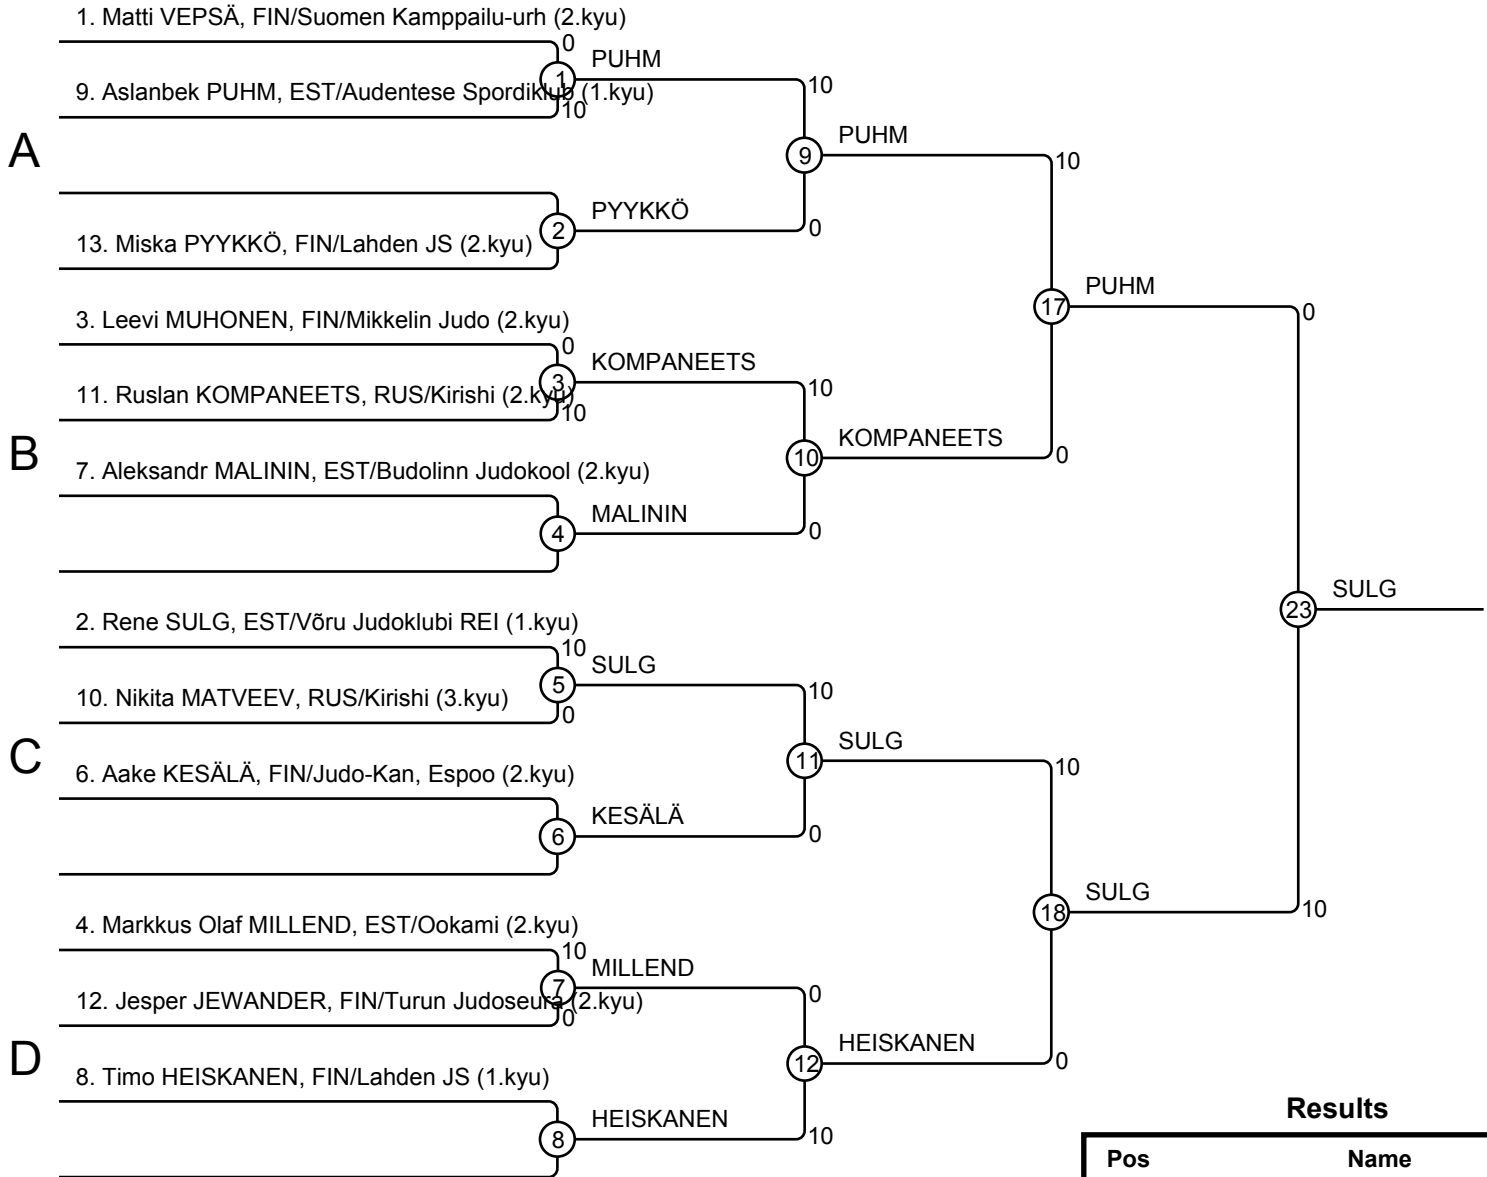 1. Matti VEPSÄ, FIN/Suomen Kamppailu-urh (2.kyu)
0
1
PUHM
9. Aslanbek PUHM, EST/Audentese Spordiklub (1.kyu)
10
10
A
9
PUHM
10
2
PYYKKÖ
0
13. Miska PYYKKÖ, FIN/Lahden JS (2.kyu)
17
PUHM
0
3. Leevi MUHONEN, FIN/Mikkelin Judo (2.kyu)
0
3
KOMPANEETS
10
11. Ruslan KOMPANEETS, RUS/Kirishi (2.kyu)
10
B
10
KOMPANEETS
0
7. Aleksandr MALININ, EST/Budolinn Judokool (2.kyu)
4
MALININ
0
23
SULG
2. Rene SULG, EST/Võru Judoklubi REI (1.kyu)
10
5
SULG
10
10. Nikita MATVEEV, RUS/Kirishi (3.kyu)
0
C
11
SULG
10
6. Aake KESÄLÄ, FIN/Judo-Kan, Espoo (2.kyu)
6
KESÄLÄ
0
18
SULG
10
4. Markkus Olaf MILLEND, EST/Ookami (2.kyu)
10
7
MILLEND
0
12. Jesper JEWANDER, FIN/Turun Judoseura (2.kyu)
0
D
12
HEISKANEN
0
8. Timo HEISKANEN, FIN/Lahden JS (1.kyu)
8
HEISKANEN
10
Results
Pos Name